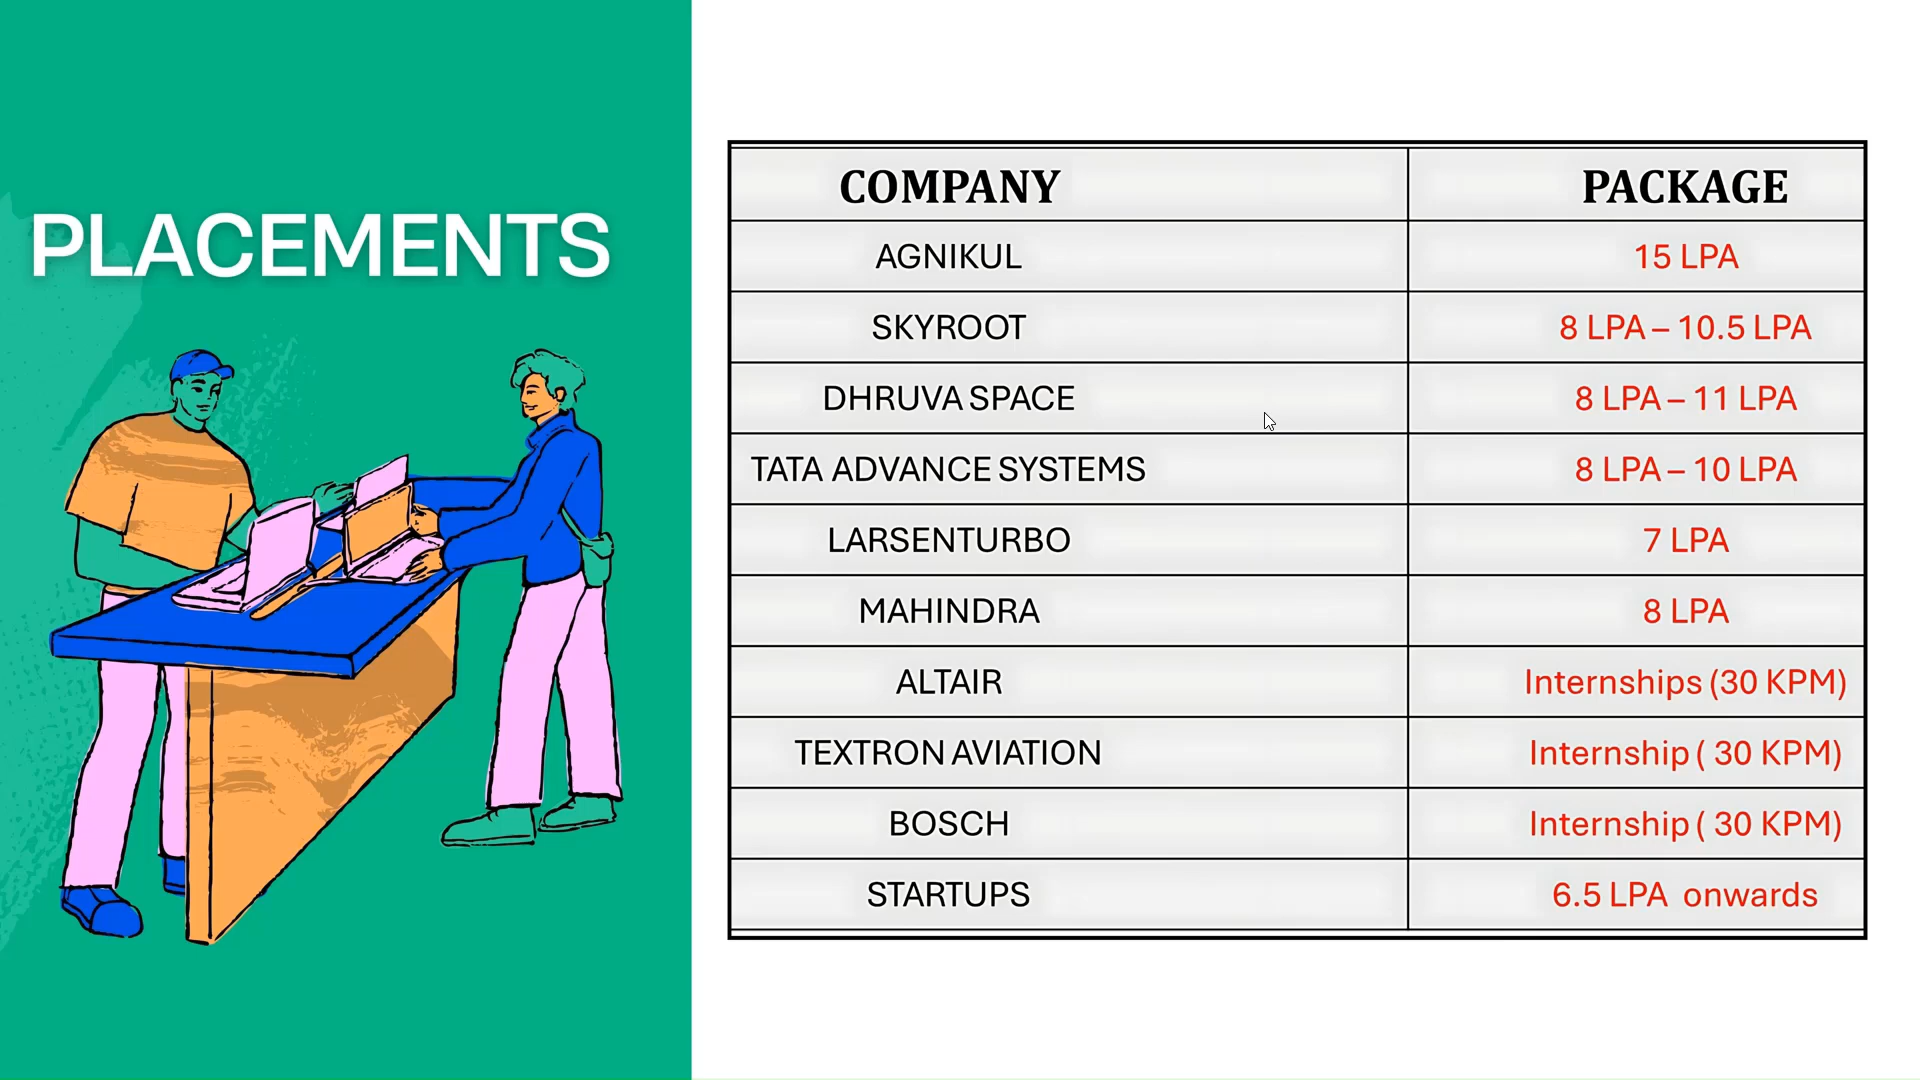 PLACEMENTS
COMPANY PACKAGE
AGNIKUL 15 LPA
SKYROOT 8 LPA – 10.5 LPA
DHRUVA SPACE 8 LPA – 11 LPA
TATA ADVANCE SYSTEMS 8 LPA – 10 LPA
LARSENTURBO 7 LPA
MAHINDRA 8 LPA
ALTAIR Internships (30 KPM)
TEXTRON AVIATION Internship ( 30 KPM)
BOSCH Internship ( 30 KPM)
STARTUPS 6.5 LPA onwards